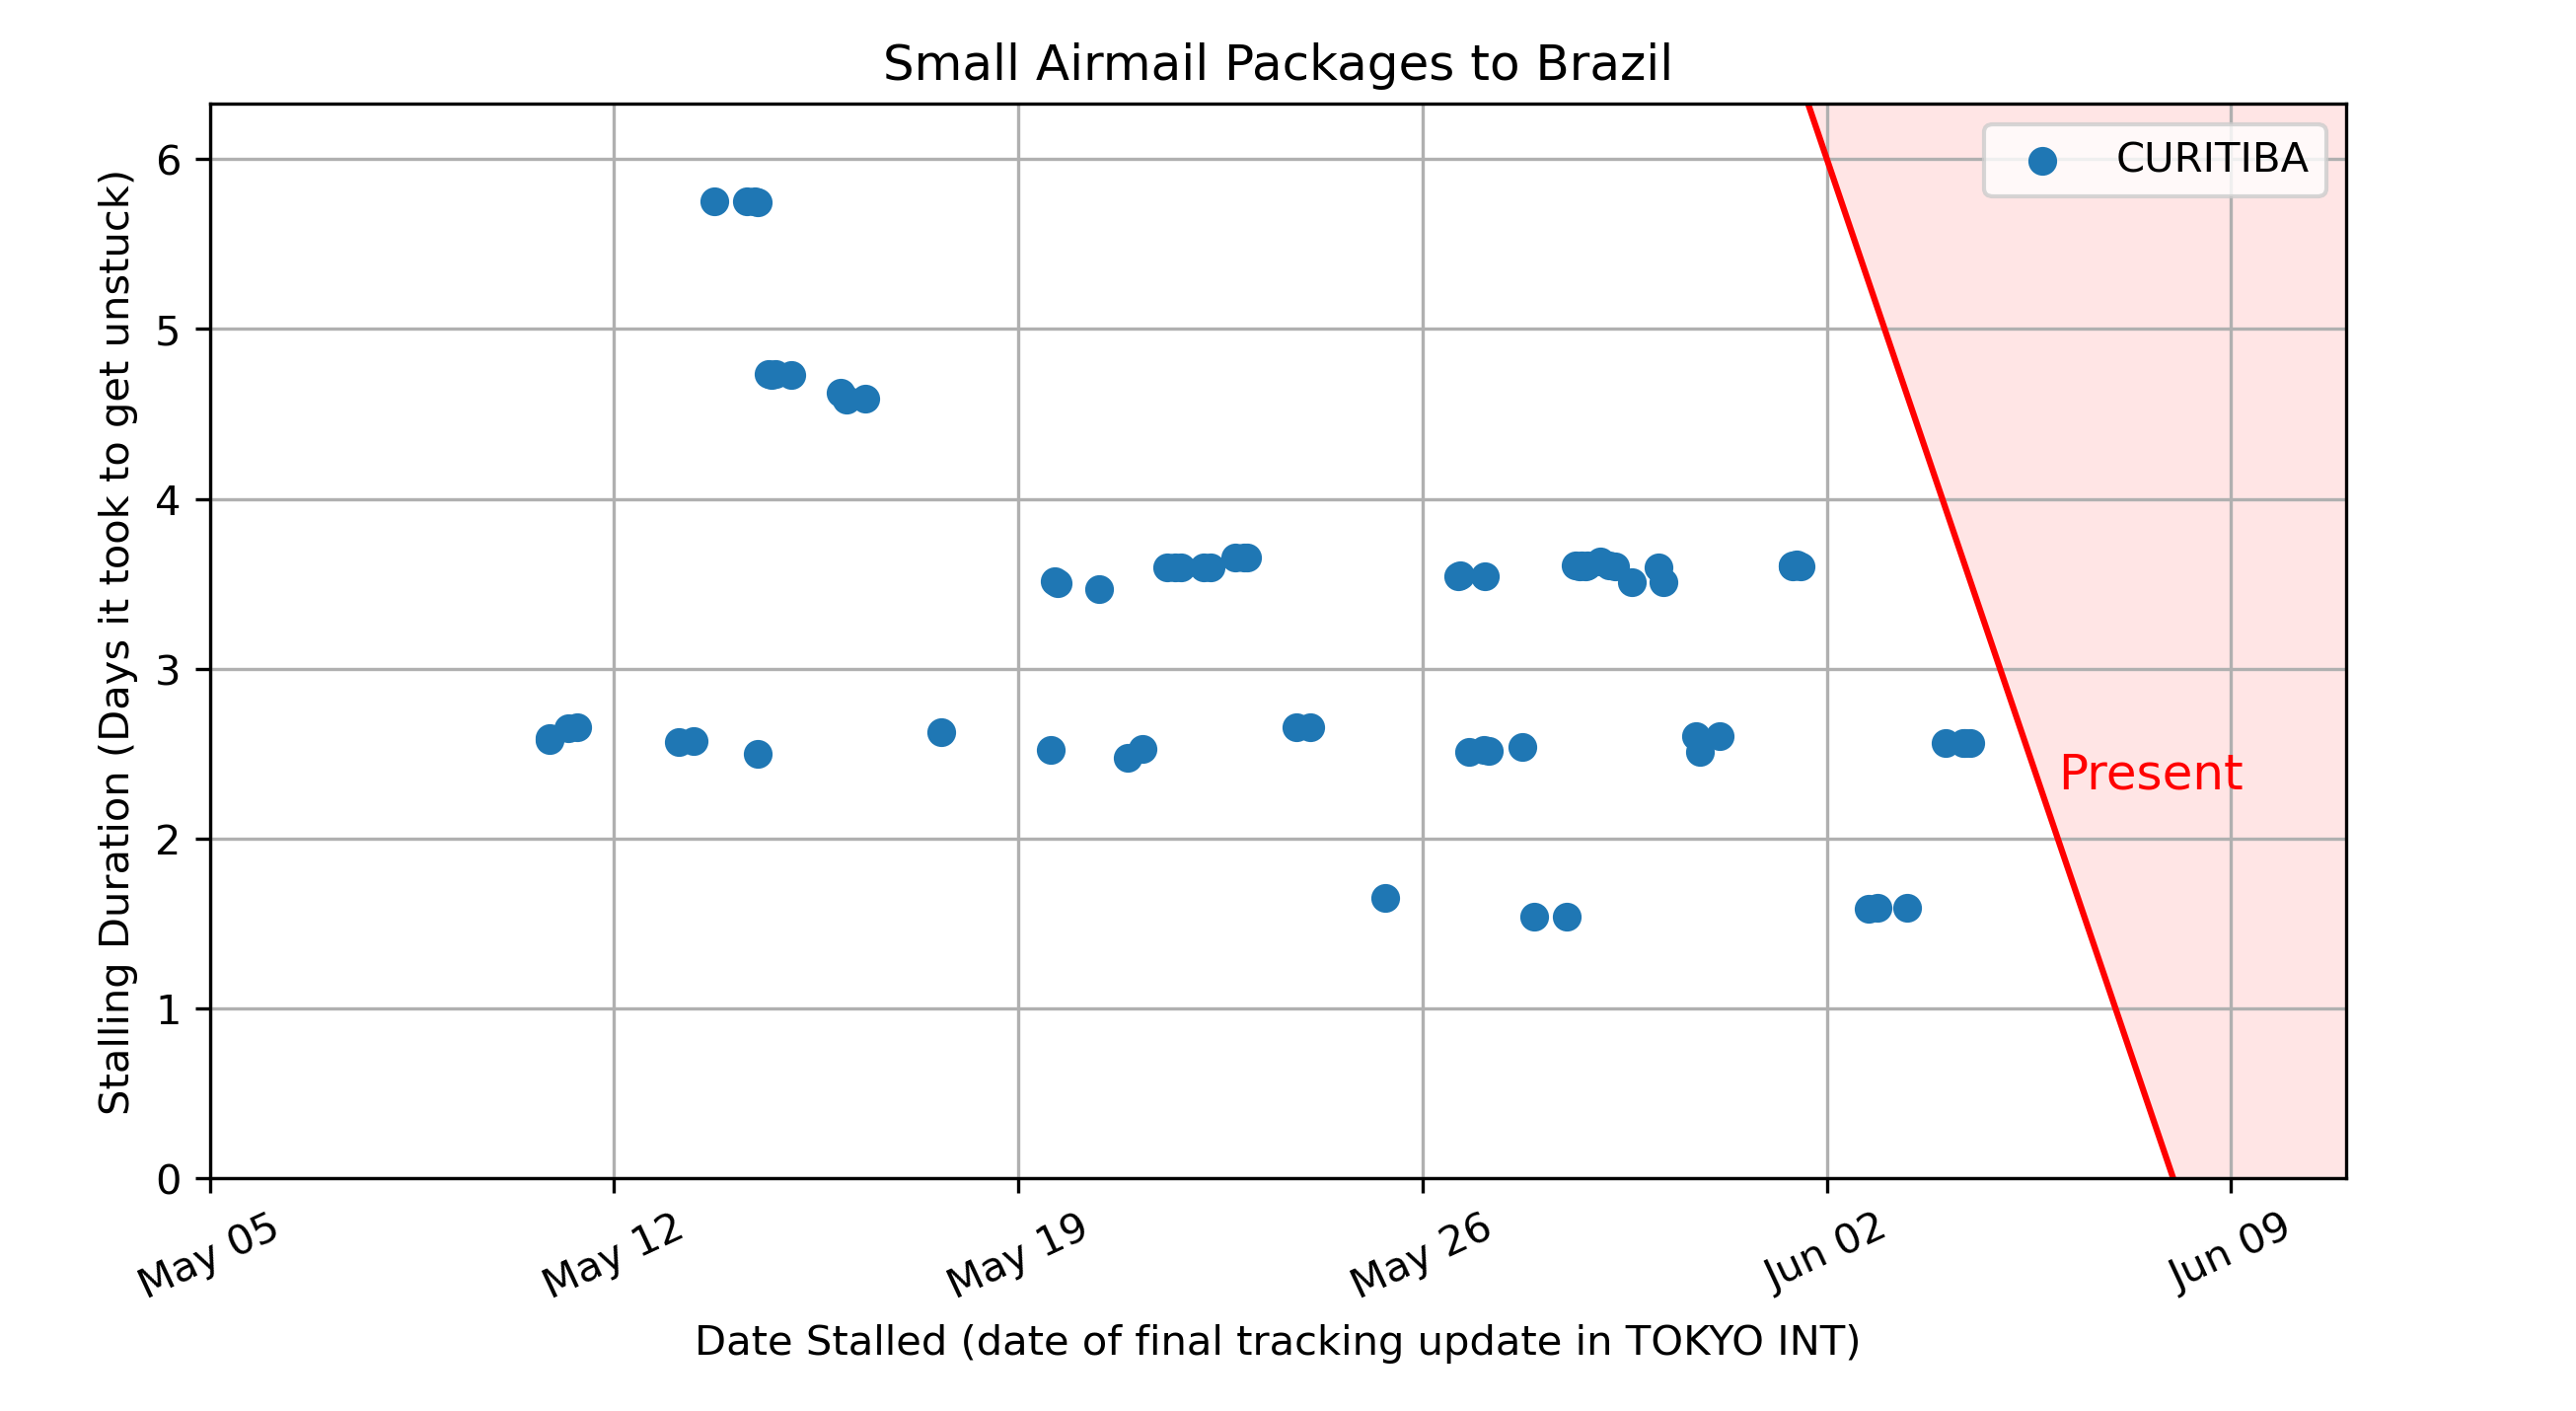 Small Airmail Packages to Brazil
CURITIBA
Stalling Duration (Days it took to get unstuck)
6
5
4
3
2
1
0
Present
May 05
May 12
May 19
May 26
Jun 02
Jun 09
Date Stalled (date of final tracking update in TOKYO INT)